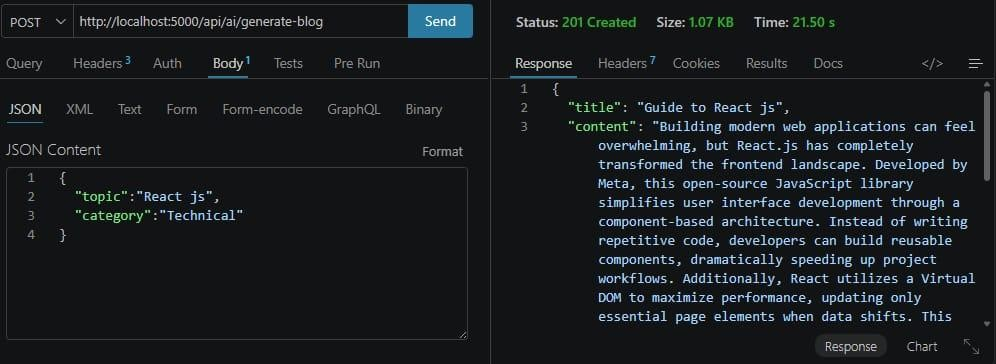 POST http://localhost:5000/api/ai/generate-blog Send
Query Headers 3 Auth Body 1 Tests Pre Run
JSON XML Text Form Form-encode GraphQL Binary
JSON Content Format
1 {
2 "topic":"React js",
3 "category":"Technical"
4 }
Status: 201 Created Size: 1.07 KB Time: 21.50 s
Response Headers 7 Cookies Results Docs </>
1 {
2 "title": "Guide to React js",
3 "content": "Building modern web applications can feel
overwhelming, but React.js has completely
transformed the frontend landscape. Developed by
Meta, this open-source JavaScript library
simplifies user interface development through a
component-based architecture. Instead of writing
repetitive code, developers can build reusable
components, dramatically speeding up project
workflows. Additionally, React utilizes a Virtual
DOM to maximize performance, updating only
essential page elements when data shifts. This
Response Chart